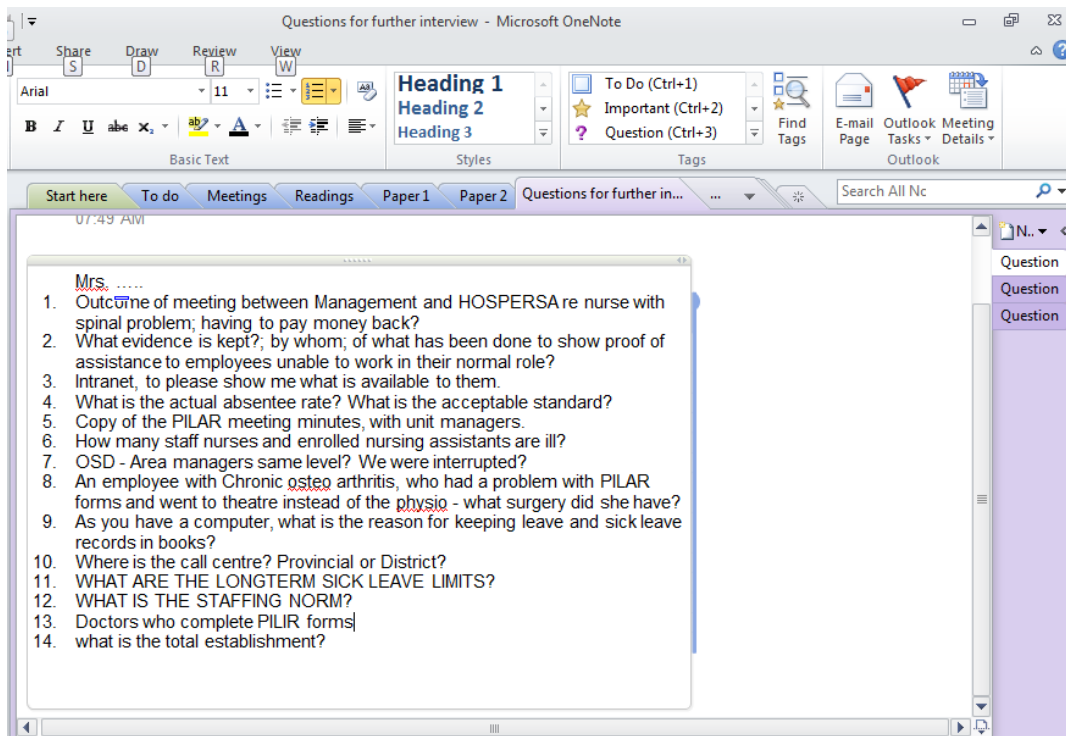 Questions for further interview - Microsoft OneNote
ert Share Draw Review View
S D R W
Arial 11
Heading 1
Heading 2
Heading 3
To Do (Ctrl+1)
Important (Ctrl+2)
Question (Ctrl+3)
Find Tags
E-mail Page
Outlook Tasks
Meeting Details
B I U abc x₂ ab A
Basic Text Styles Tags Outlook
Start here To do Meetings Readings Paper 1 Paper 2 Questions for further in... ... Search All Nc
07:49 AM
N..
Question
Question
Question
Mrs. .....
1. Outcome of meeting between Management and HOSPERSA re nurse with
spinal problem; having to pay money back?
2. What evidence is kept?; by whom; of what has been done to show proof of
assistance to employees unable to work in their normal role?
3. Intranet, to please show me what is available to them.
4. What is the actual absentee rate? What is the acceptable standard?
5. Copy of the PILAR meeting minutes, with unit managers.
6. How many staff nurses and enrolled nursing assistants are ill?
7. OSD - Area managers same level? We were interrupted?
8. An employee with Chronic osteo arthritis, who had a problem with PILAR
forms and went to theatre instead of the physio - what surgery did she have?
9. As you have a computer, what is the reason for keeping leave and sick leave
records in books?
10. Where is the call centre? Provincial or District?
11. WHAT ARE THE LONGTERM SICK LEAVE LIMITS?
12. WHAT IS THE STAFFING NORM?
13. Doctors who complete PILIR forms
14. what is the total establishment?